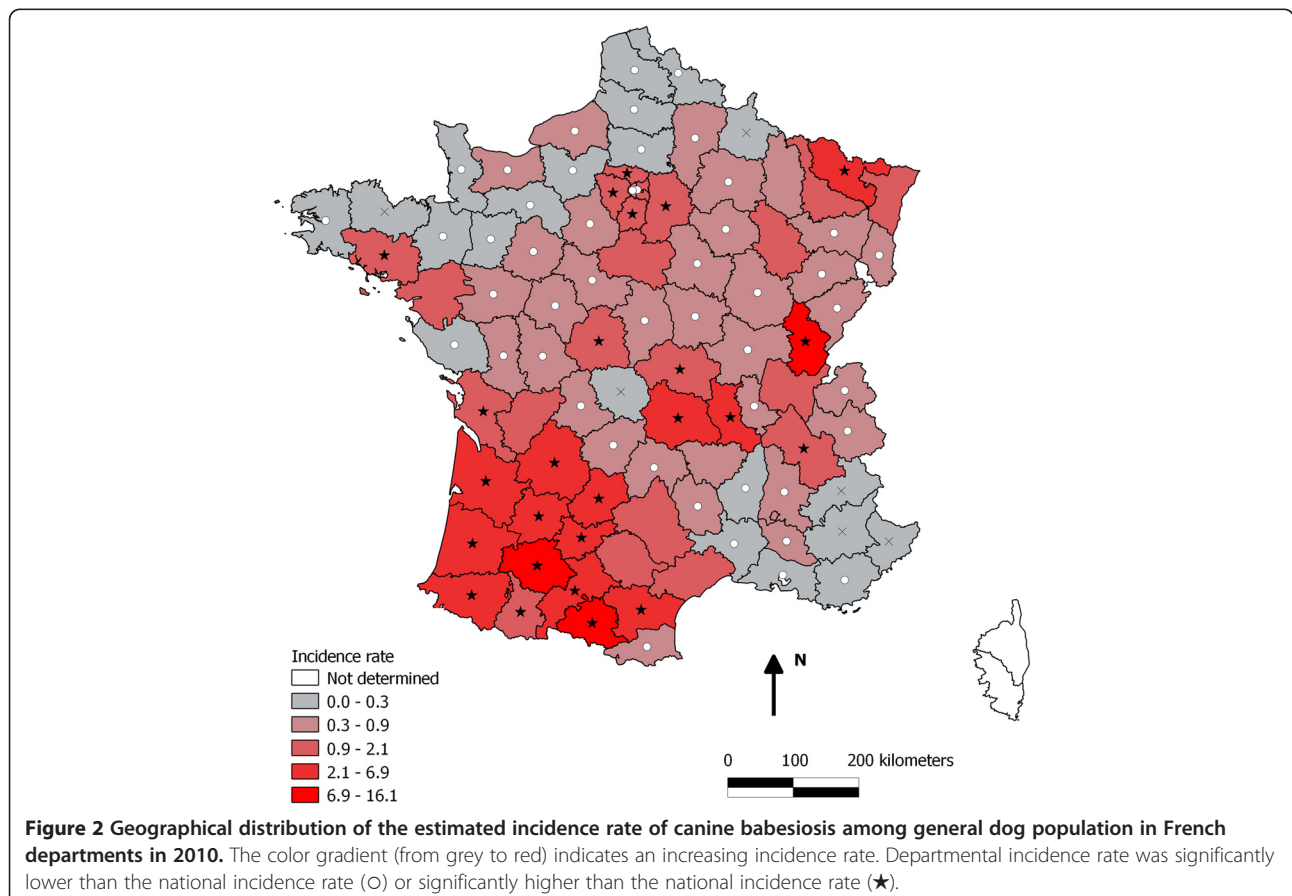 N
Incidence rate
Not determined
0.0 - 0.3
0.3 - 0.9
0.9 - 2.1
2.1 - 6.9
6.9 - 16.1
0 100 200 kilometers
Figure 2 Geographical distribution of the estimated incidence rate of canine babesiosis among general dog population in French
departments in 2010. The color gradient (from grey to red) indicates an increasing incidence rate. Departmental incidence rate was significantly
lower than the national incidence rate (○) or significantly higher than the national incidence rate (★).